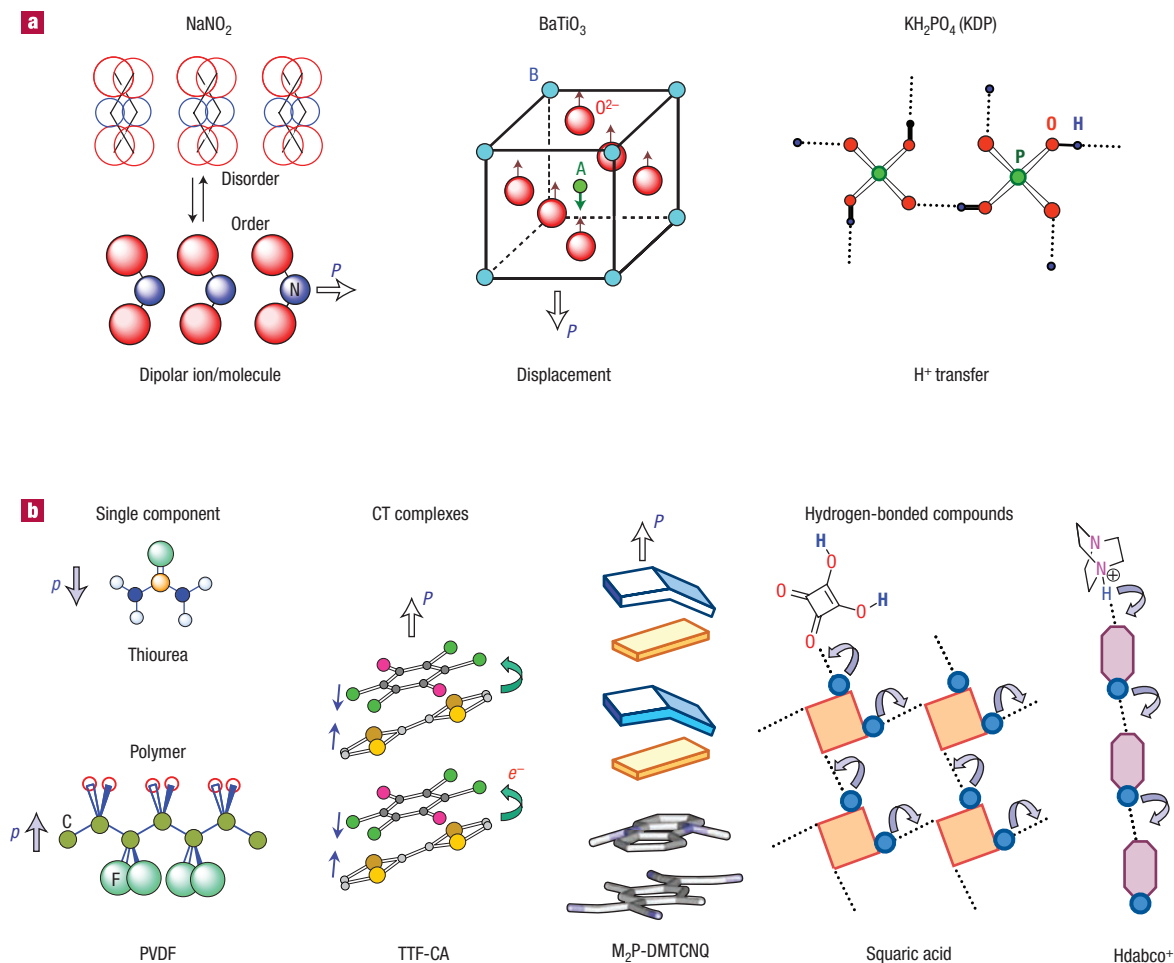 a
NaNO₂
BaTiO₃
KH₂PO₄ (KDP)
B
O²⁻
O H
A
P
Disorder
Order
P
N
P
Dipolar ion/molecule
Displacement
H⁺ transfer
b
Single component
CT complexes
Hydrogen-bonded compounds
P
H
N
O
N
H
p
P
O
H
O
Thiourea
O
Polymer
e⁻
C
p
F
PVDF
TTF-CA
M₂P-DMTCNQ
Squaric acid
Hdabco⁺